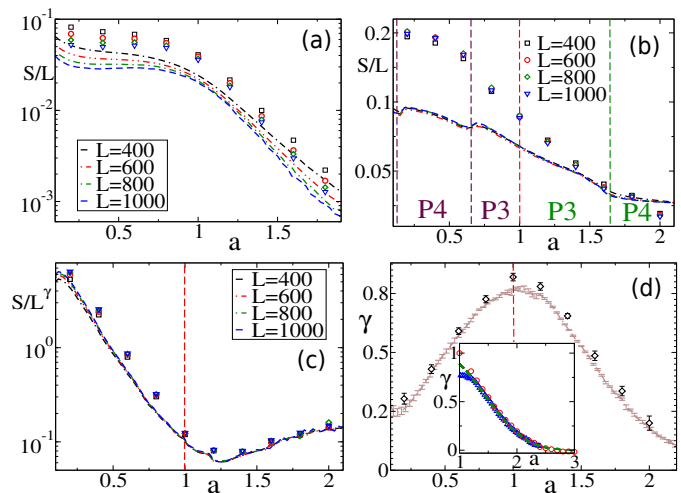 (a)
S/L
10^-1
10^-2
10^-3
L=400
L=600
L=800
L=1000
0.5
1
1.5
a
(b)
S/L
0.2
0.1
0.05
L=400
L=600
L=800
L=1000
P4
P3
P3
P4
0.5
1
1.5
2
a
(c)
S/L^γ
10^0
10^-1
L=400
L=600
L=800
L=1000
0.5
1
1.5
2
a
(d)
γ
0.8
0.5
0.2
0
0.5
1
1.5
2
a
γ
1
0.5
0
1
2
3
a